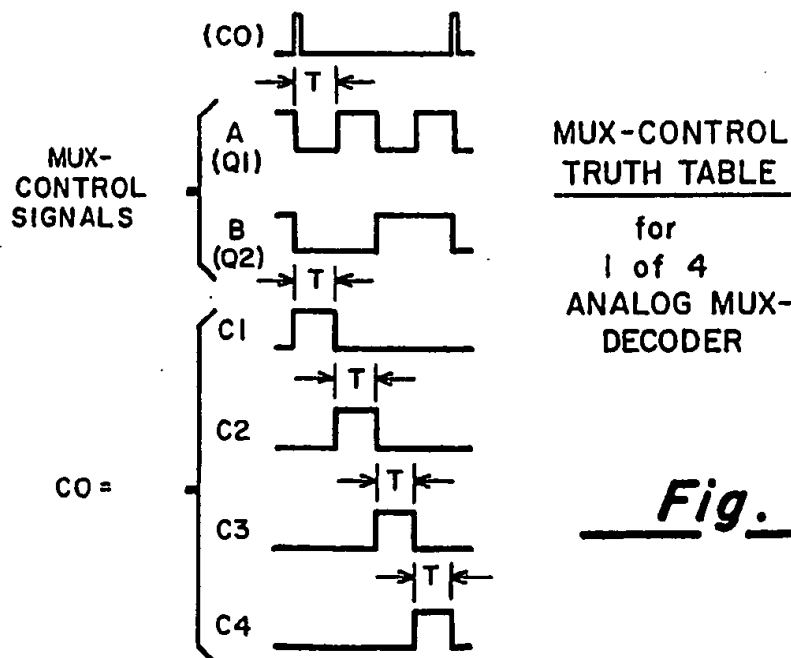 (CO)
T
A
(Q1)
MUX-
CONTROL
SIGNALS
B
(Q2)
T
C1
T
C2
T
CO =
C3
T
C4
MUX-CONTROL
TRUTH TABLE
for
1 of 4
ANALOG MUX-
DECODER
Fig.